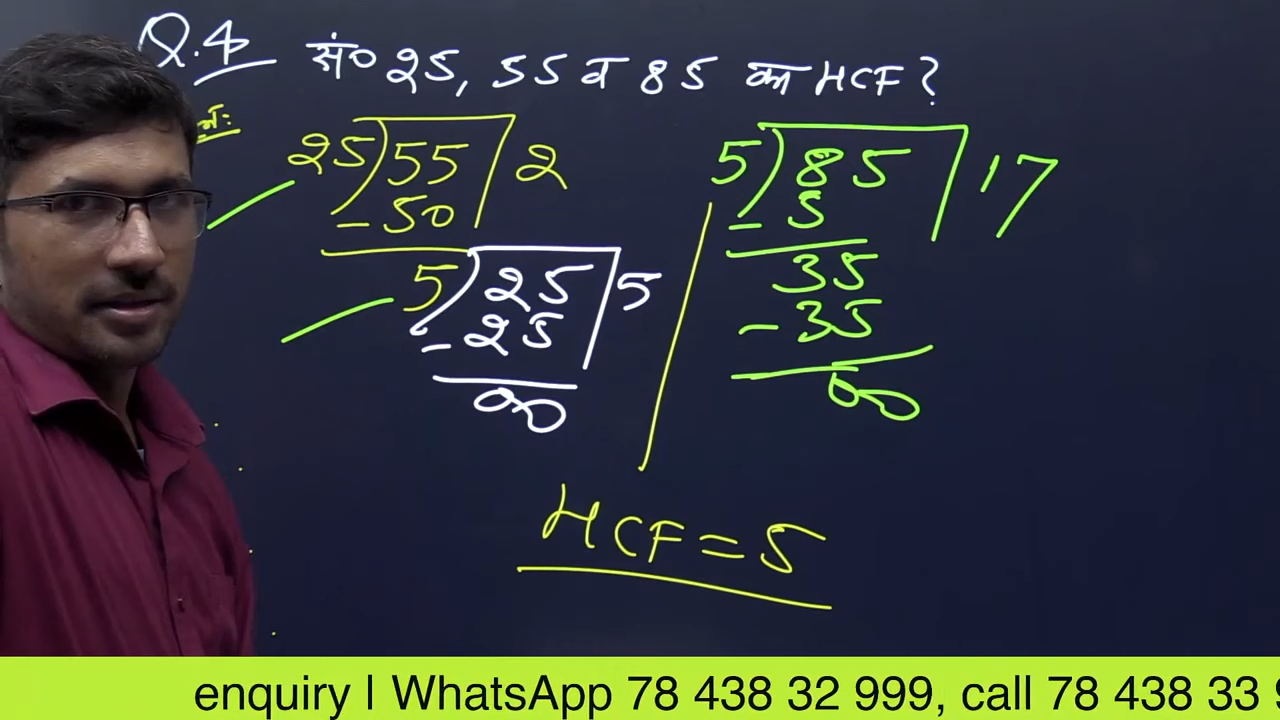 Q.4 सं० 25, 55 व 85 का HCF?
25) 55 / 2
- 50
5) 25 / 5
- 25
00
5) 85 / 17
- 5
35
- 35
00
HCF = 5
enquiry I WhatsApp 78 438 32 999, call 78 438 33